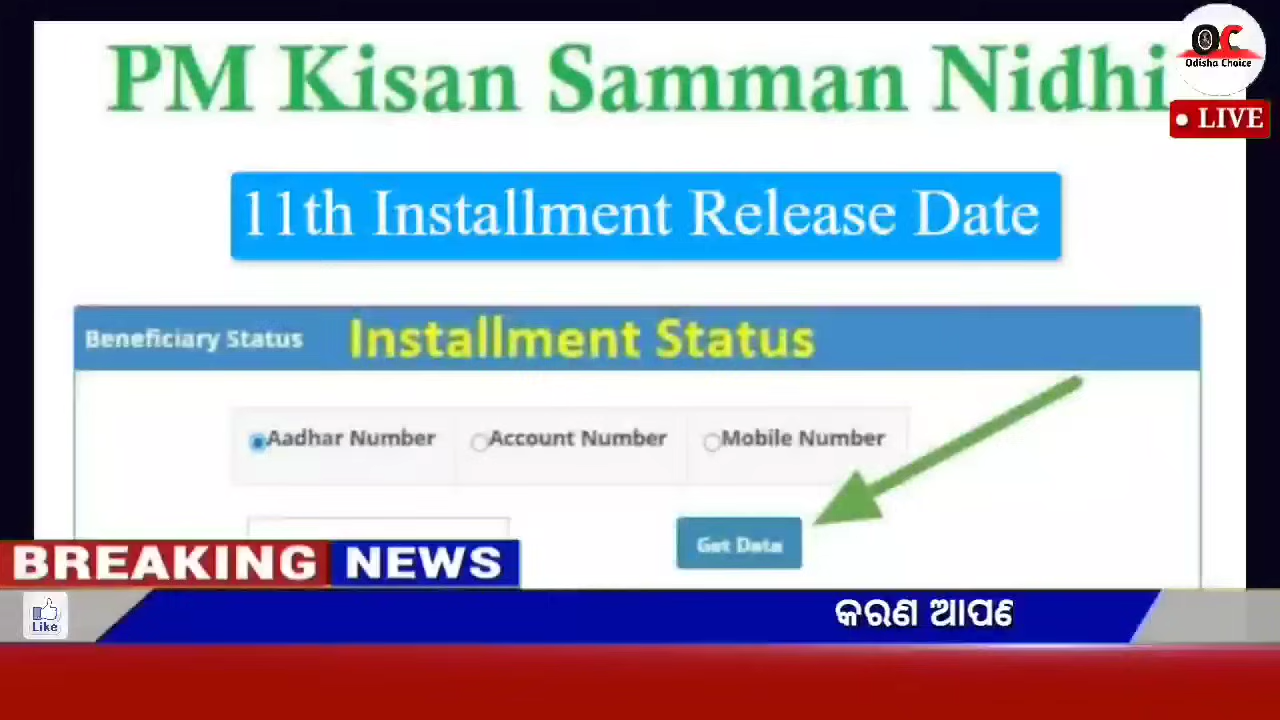 PM Kisan Samman Nidhi
OC
Odisha Choice
LIVE
11th Installment Release Date
Beneficiary Status Installment Status
Aadhar Number Account Number Mobile Number
Get Data
BREAKING NEWS
Like
କରଣ ଆପଣ